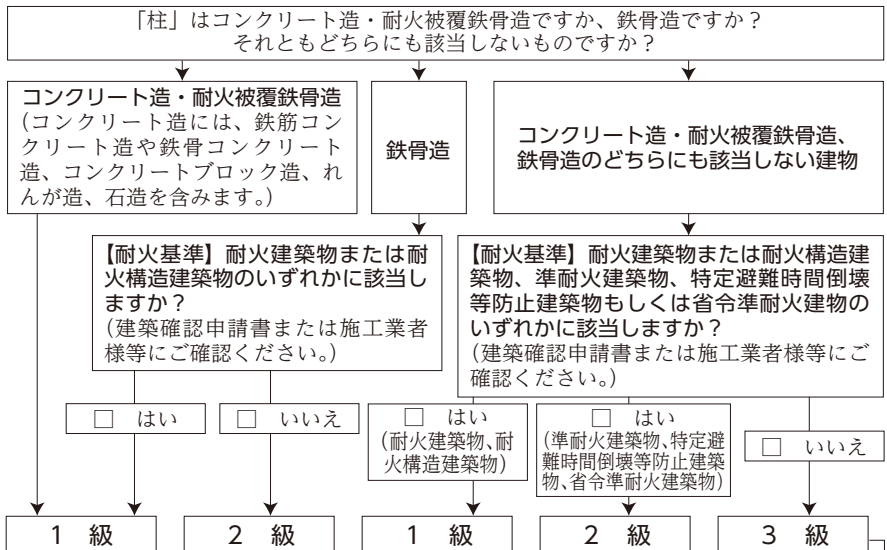 「柱」はコンクリート造・耐火被覆鉄骨造ですか、鉄骨造ですか？
それともどちらにも該当しないものですか？
コンクリート造・耐火被覆鉄骨造
(コンクリート造には、鉄筋コン
クリート造や鉄骨コンクリート
造、コンクリートブロック造、れ
んが造、石造を含みます。)
鉄骨造
コンクリート造・耐火被覆鉄骨造、
鉄骨造のどちらにも該当しない建物
【耐火基準】耐火建築物または耐
火構造建築物のいずれかに該当し
ますか？
(建築確認申請書または施工業者
様等にご確認ください。)
【耐火基準】耐火建築物または耐火構造建
築物、準耐火建築物、特定避難時間倒壊
等防止建築物もしくは省令準耐火建物の
いずれかに該当しますか？
(建築確認申請書または施工業者様等にご
確認ください。)
□ はい
□ いいえ
□ はい
(耐火建築物、耐
火構造建築物)
□ はい
(準耐火建築物、特定避
難時間倒壊等防止建築
物、省令準耐火建築物)
□ いいえ
1 級
2 級
1 級
2 級
3 級